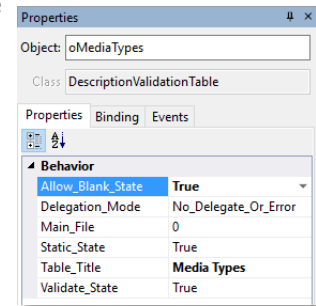 Properties
Object: oMediaTypes
Class DescriptionValidationTable
Properties Binding Events
Behavior
Allow_Blank_State True
Delegation_Mode No_Delegate_Or_Error
Main_File 0
Static_State True
Table_Title Media Types
Validate_State True